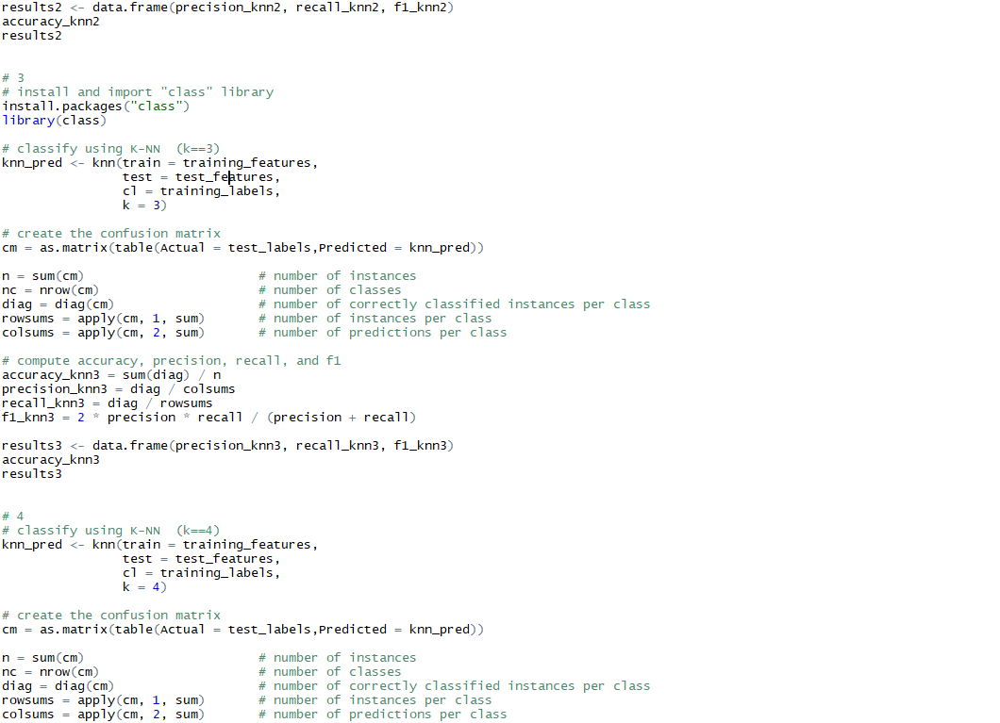 results2 <- data.frame(precision_knn2, recall_knn2, f1_knn2)
accuracy_knn2
results2
# 3
# install and import "class" library
install.packages("class")
library(class)
# classify using K-NN  (k==3)
knn_pred <- knn(train = training_features,
                test = test_features,
                cl = training_labels,
                k = 3)
# create the confusion matrix
cm = as.matrix(table(Actual = test_labels,Predicted = knn_pred))
n = sum(cm)                       # number of instances
nc = nrow(cm)                     # number of classes
diag = diag(cm)                   # number of correctly classified instances per class
rowsums = apply(cm, 1, sum)       # number of instances per class
colsums = apply(cm, 2, sum)       # number of predictions per class
# compute accuracy, precision, recall, and f1
accuracy_knn3 = sum(diag) / n
precision_knn3 = diag / colsums
recall_knn3 = diag / rowsums
f1_knn3 = 2 * precision * recall / (precision + recall)
results3 <- data.frame(precision_knn3, recall_knn3, f1_knn3)
accuracy_knn3
results3
# 4
# classify using K-NN  (k==4)
knn_pred <- knn(train = training_features,
                test = test_features,
                cl = training_labels,
                k = 4)
# create the confusion matrix
cm = as.matrix(table(Actual = test_labels,Predicted = knn_pred))
n = sum(cm)                       # number of instances
nc = nrow(cm)                     # number of classes
diag = diag(cm)                   # number of correctly classified instances per class
rowsums = apply(cm, 1, sum)       # number of instances per class
colsums = apply(cm, 2, sum)       # number of predictions per class